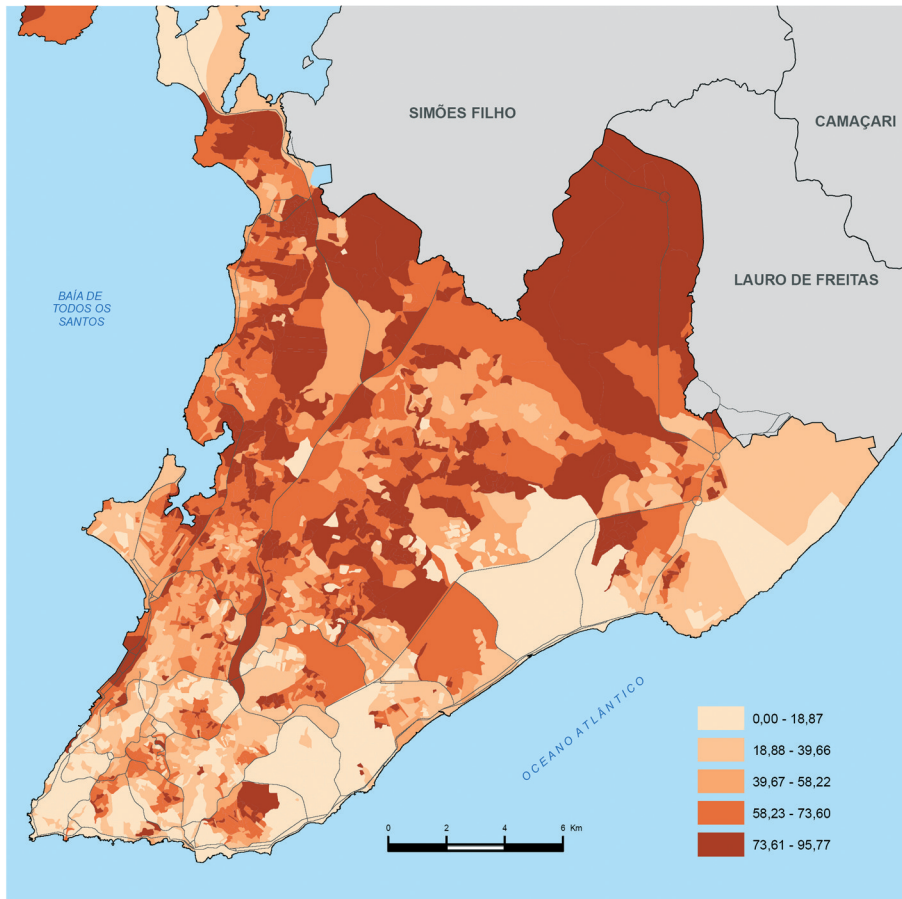 SIMÕES FILHO
CAMAÇARI
LAURO DE FREITAS
BAÍA DE
TODOS OS
SANTOS
OCEANO ATLÂNTICO
0,00 - 18,87
18,88 - 39,66
39,67 - 58,22
58,23 - 73,60
73,61 - 95,77
0 2 4 6 Km